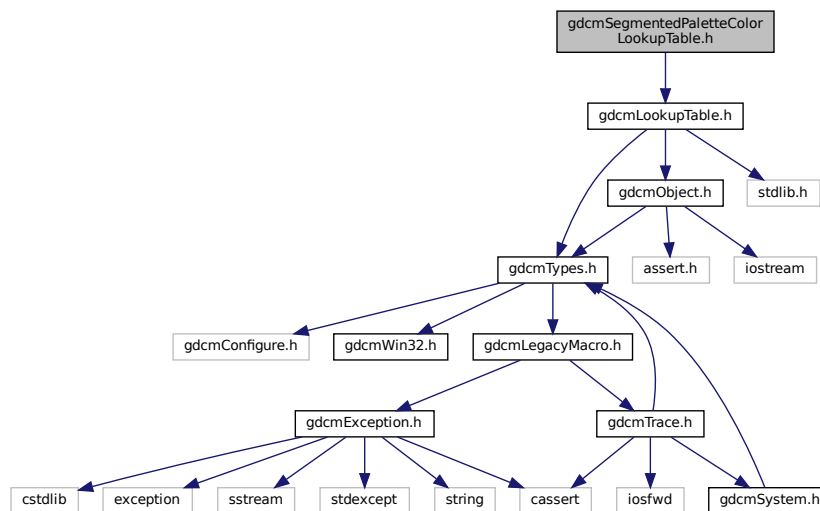 gdcmSegmentedPaletteColor
LookupTable.h
gdcmLookupTable.h
gdcmObject.h
stdlib.h
gdcmTypes.h
assert.h
iostream
gdcmConfigure.h
gdcmWin32.h
gdcmLegacyMacro.h
gdcmException.h
gdcmTrace.h
cstdlib
exception
sstream
stdexcept
string
cassert
iosfwd
gdcmSystem.h